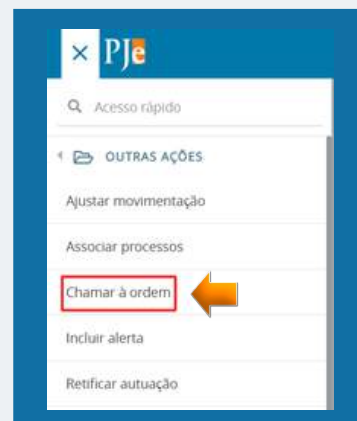 × PJe
Acesso rápido
OUTRAS AÇÕES
Ajustar movimentação
Associar processos
Chamar à ordem
Incluir alerta
Retificar autuação